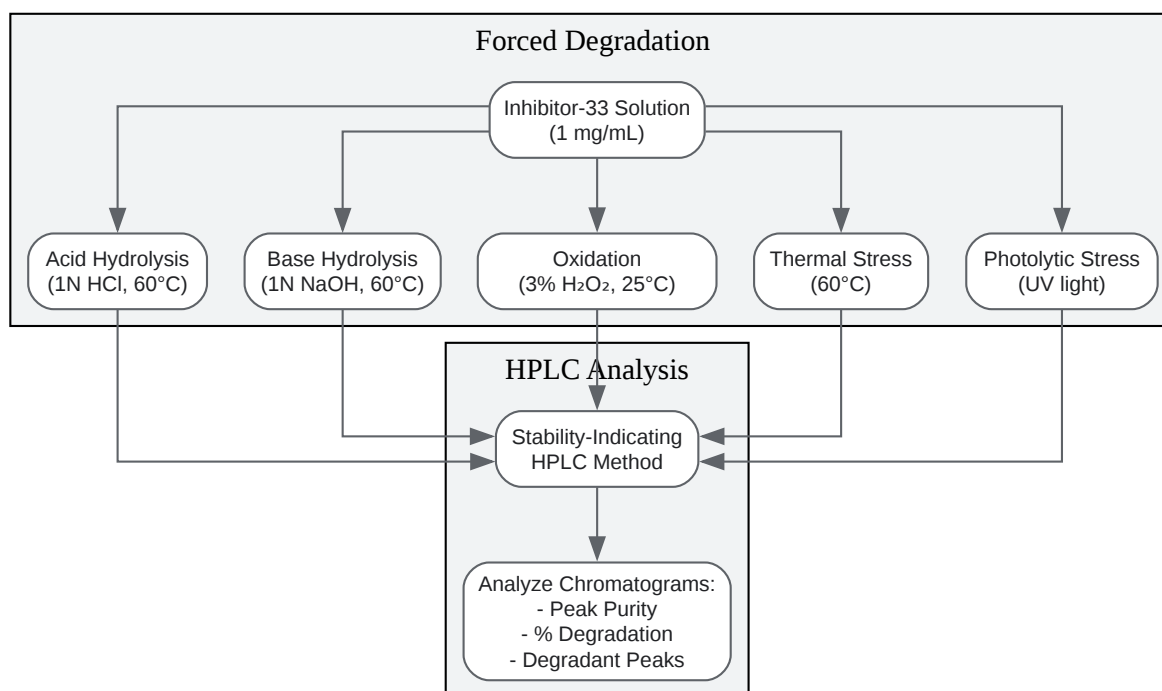 Forced Degradation
Inhibitor-33 Solution
(1 mg/mL)
Acid Hydrolysis
(1N HCl, 60°C)
Base Hydrolysis
(1N NaOH, 60°C)
Oxidation
(3% H₂O₂, 25°C)
Thermal Stress
(60°C)
Photolytic Stress
(UV light)
HPLC Analysis
Stability-Indicating
HPLC Method
Analyze Chromatograms:
- Peak Purity
- % Degradation
- Degradant Peaks